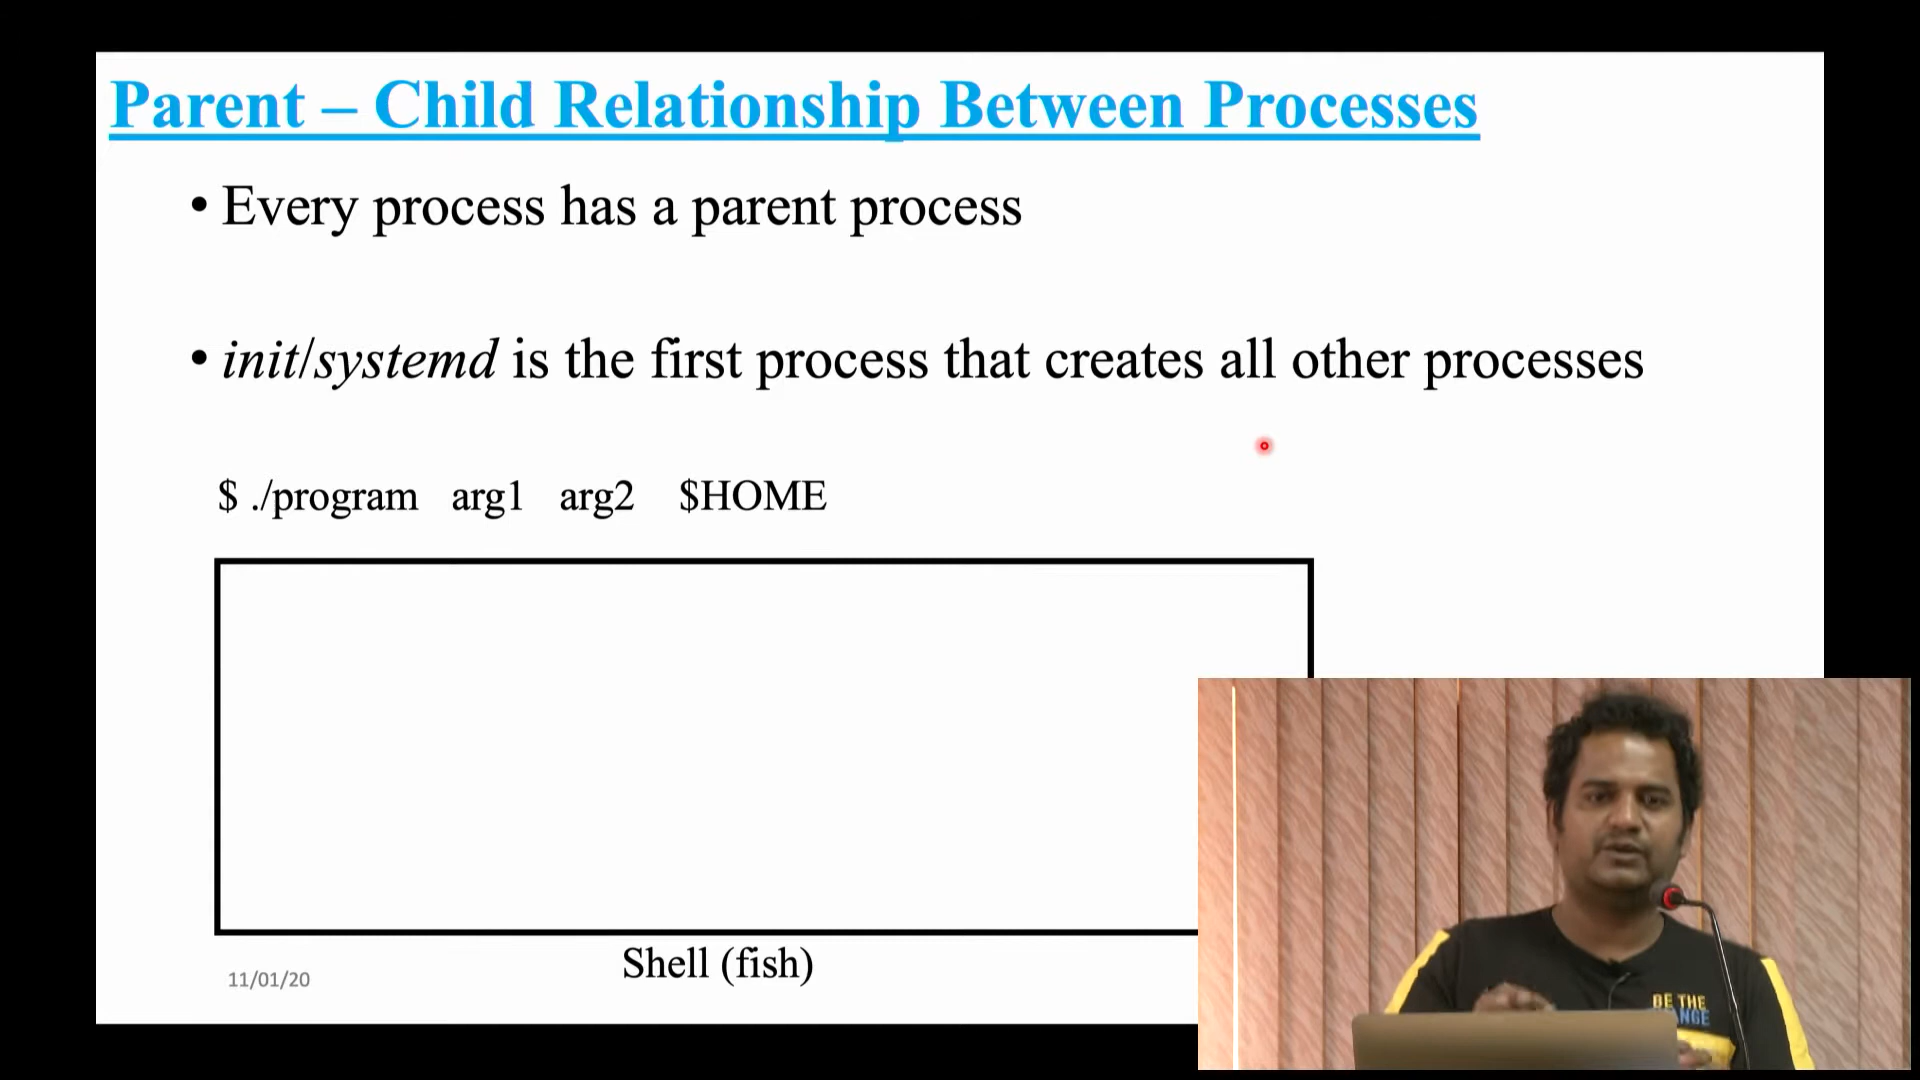 Parent – Child Relationship Between Processes
• Every process has a parent process
• init/systemd is the first process that creates all other processes
$ ./program arg1 arg2 $HOME
Shell (fish)
11/01/20
BE THE